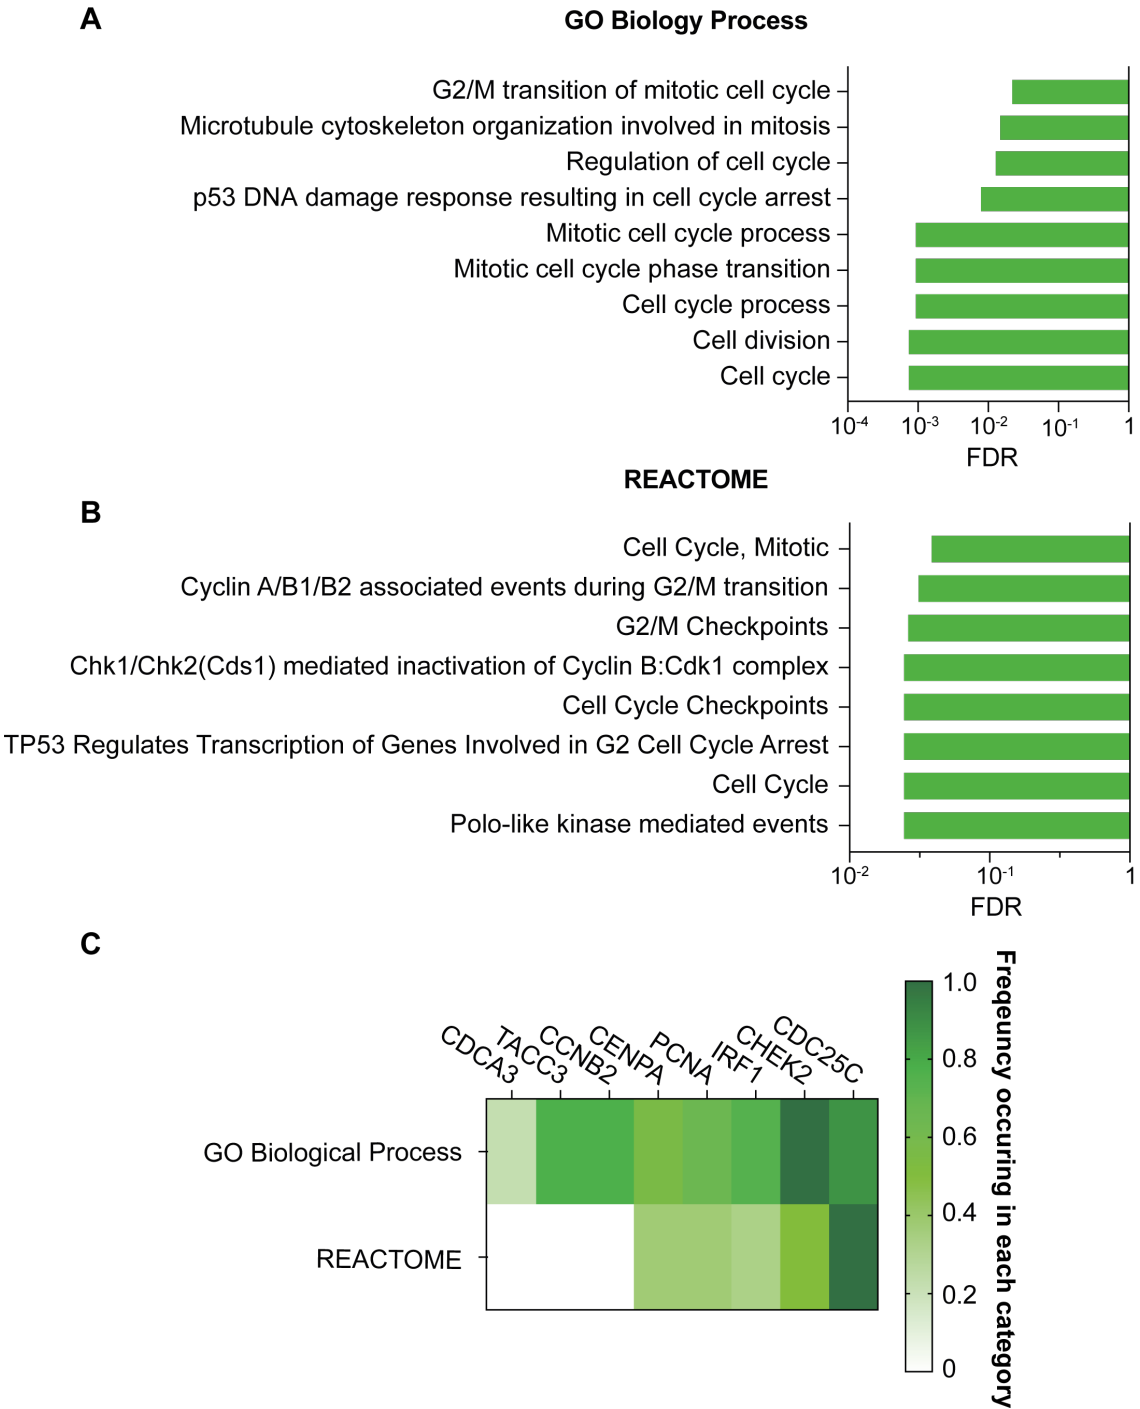 A
GO Biology Process
G2/M transition of mitotic cell cycle
Microtubule cytoskeleton organization involved in mitosis
Regulation of cell cycle
p53 DNA damage response resulting in cell cycle arrest
Mitotic cell cycle process
Mitotic cell cycle phase transition
Cell cycle process
Cell division
Cell cycle
10-4 10-3 10-2 10-1 1
FDR
REACTOME
B
Cell Cycle, Mitotic
Cyclin A/B1/B2 associated events during G2/M transition
G2/M Checkpoints
Chk1/Chk2(Cds1) mediated inactivation of Cyclin B:Cdk1 complex
Cell Cycle Checkpoints
TP53 Regulates Transcription of Genes Involved in G2 Cell Cycle Arrest
Cell Cycle
Polo-like kinase mediated events
10-2 10-1 1
FDR
C
CDCA3 TACC3 CCNB2 CENPA PCNA IRF1 CHEK2 CDC25C
GO Biological Process
REACTOME
1.0
0.8
0.6
0.4
0.2
0
Freqeuncy occuring in each category